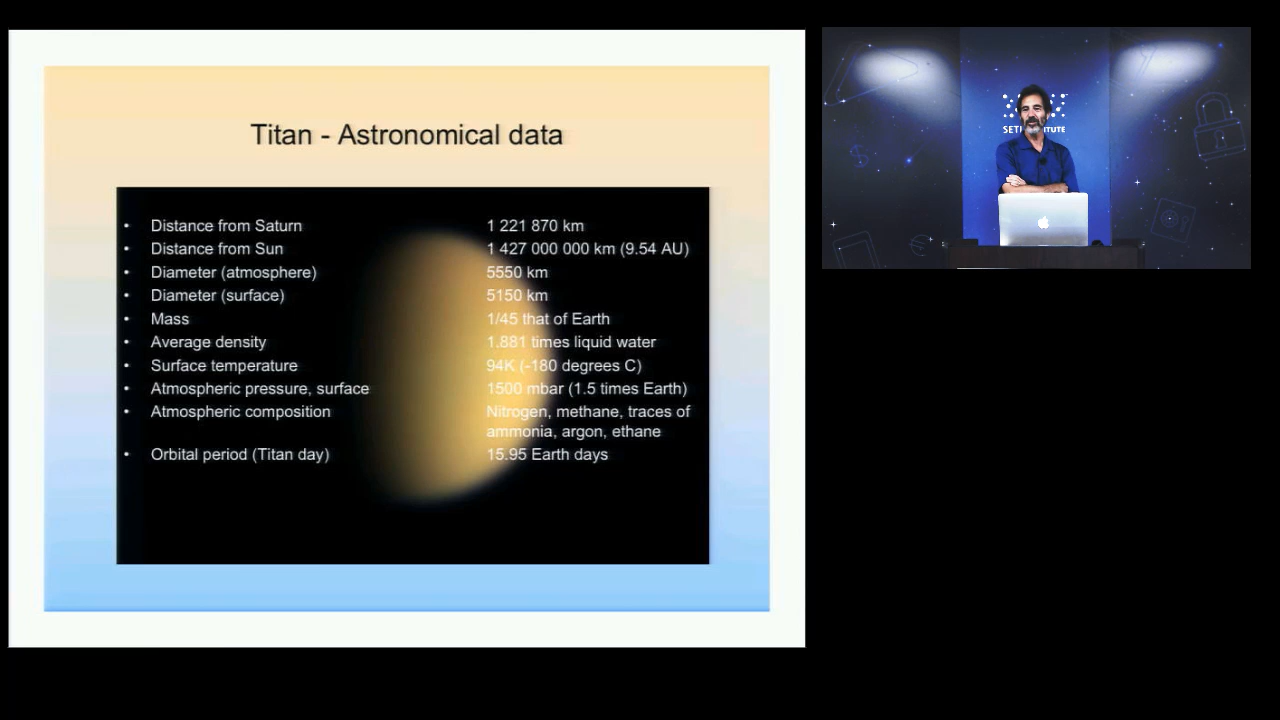 Titan - Astronomical data
• Distance from Saturn 1 221 870 km
• Distance from Sun 1 427 000 000 km (9.54 AU)
• Diameter (atmosphere) 5550 km
• Diameter (surface) 5150 km
• Mass 1/45 that of Earth
• Average density 1.881 times liquid water
• Surface temperature 94K (-180 degrees C)
• Atmospheric pressure, surface 1500 mbar (1.5 times Earth)
• Atmospheric composition Nitrogen, methane, traces of
ammonia, argon, ethane
• Orbital period (Titan day) 15.95 Earth days